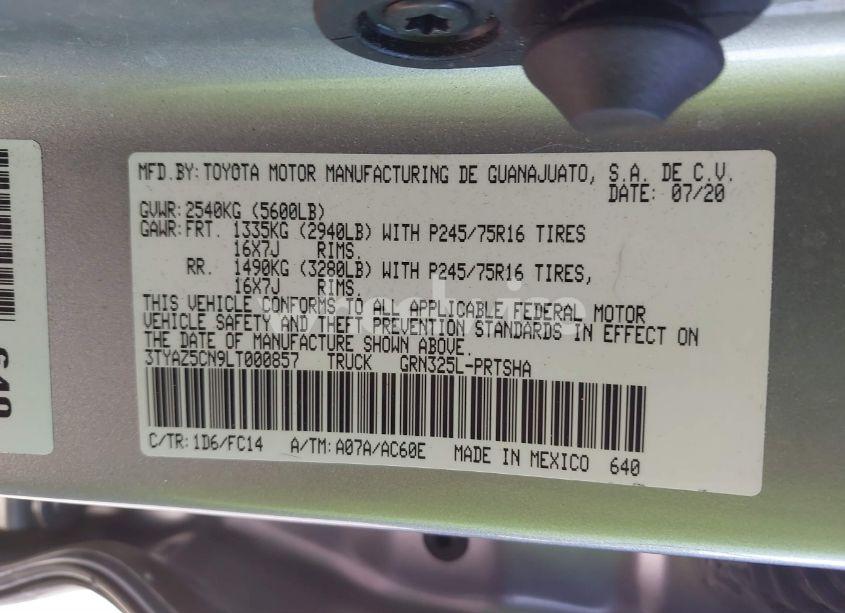 MFD.BY:TOYOTA MOTOR MANUFACTURING DE GUANAJUATO, S.A. DE C.V.
DATE: 07/20
GVWR:2540KG (5600LB)
GAWR:FRT. 1335KG (2940LB) WITH P245/75R16 TIRES
16X7J RIMS.
RR. 1490KG (3280LB) WITH P245/75R16 TIRES,
16X7J RIMS.
THIS VEHICLE CONFORMS TO ALL APPLICABLE FEDERAL MOTOR
VEHICLE SAFETY AND THEFT PREVENTION STANDARDS IN EFFECT ON
THE DATE OF MANUFACTURE SHOWN ABOVE.
3TYAZ5CN9LT000857 TRUCK GRN325L-PRTSHA
C/TR:1D6/FC14 A/TM:A07A/AC60E MADE IN MEXICO 640
640